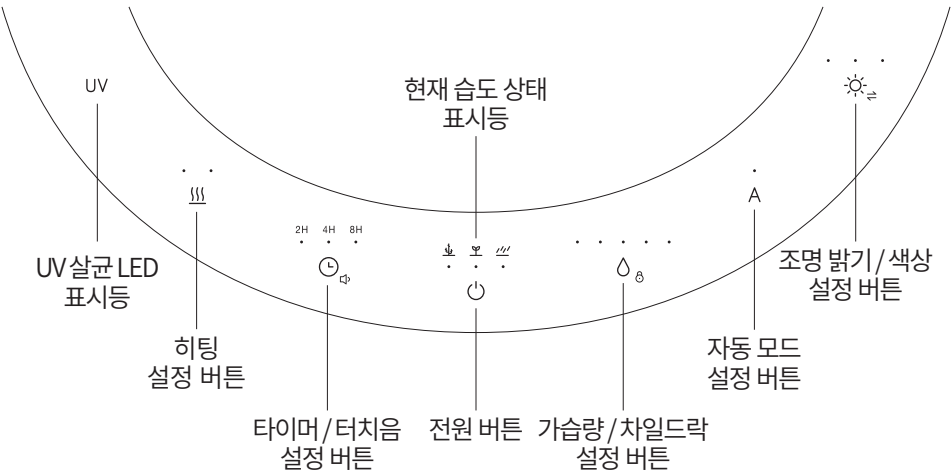 UV
현재 습도 상태
표시등
2H 4H 8H
A
UV 살균 LED
표시등
조명 밝기 / 색상
설정 버튼
히팅
설정 버튼
자동 모드
설정 버튼
타이머 / 터치음
설정 버튼
전원 버튼
가습량 / 차일드락
설정 버튼